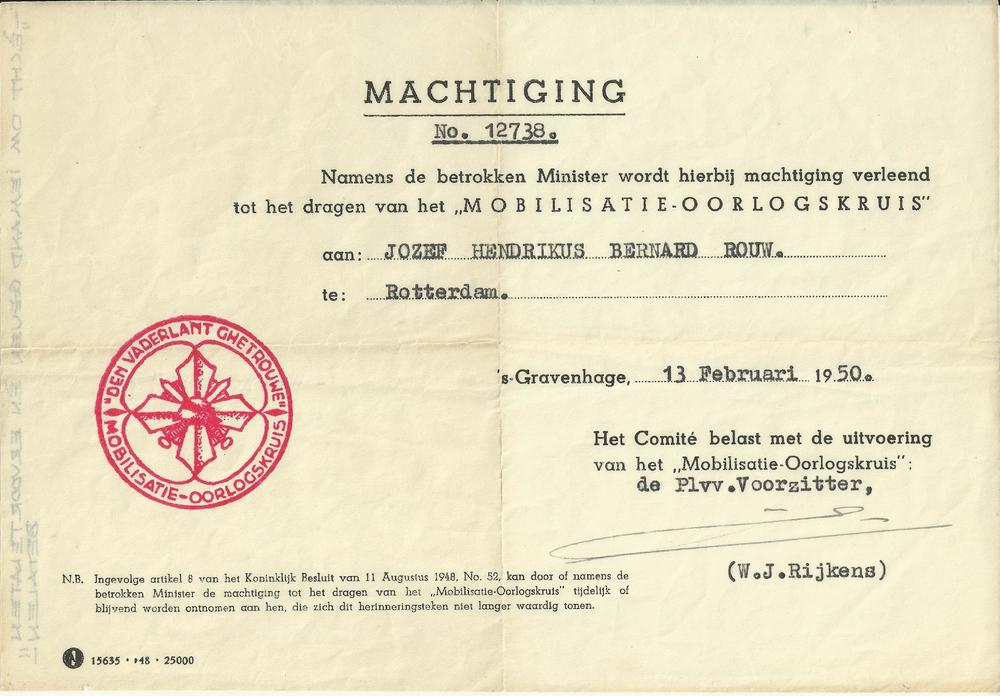 MACHTIGING
No. 12738.
Namens de betrokken Minister wordt hierbij machtiging verleend
tot het dragen van het „MOBILISATIE-OORLOGSKRUIS”
aan: JOZEF HENDRIKUS BERNARD ROUW.
te: Rotterdam.
"DEN VADERLANT GHETROUWE"
MOBILISATIE-OORLOGSKRUIS
's-Gravenhage, 13 Februari 1950.
Het Comité belast met de uitvoering
van het „Mobilisatie-Oorlogskruis”:
de Plvv.Voorzitter,
(W.J.Rijkens)
N.B. Ingevolge artikel 8 van het Koninklijk Besluit van 11 Augustus 1948, No. 52, kan door of namens de
betrokken Minister de machtiging tot het dragen van het „Mobilisatie-Oorlogskruis” tijdelijk of
blijvend worden ontnomen aan hen, die zich dit herinneringsteken niet langer waardig tonen.
15635 · '48 · 25000